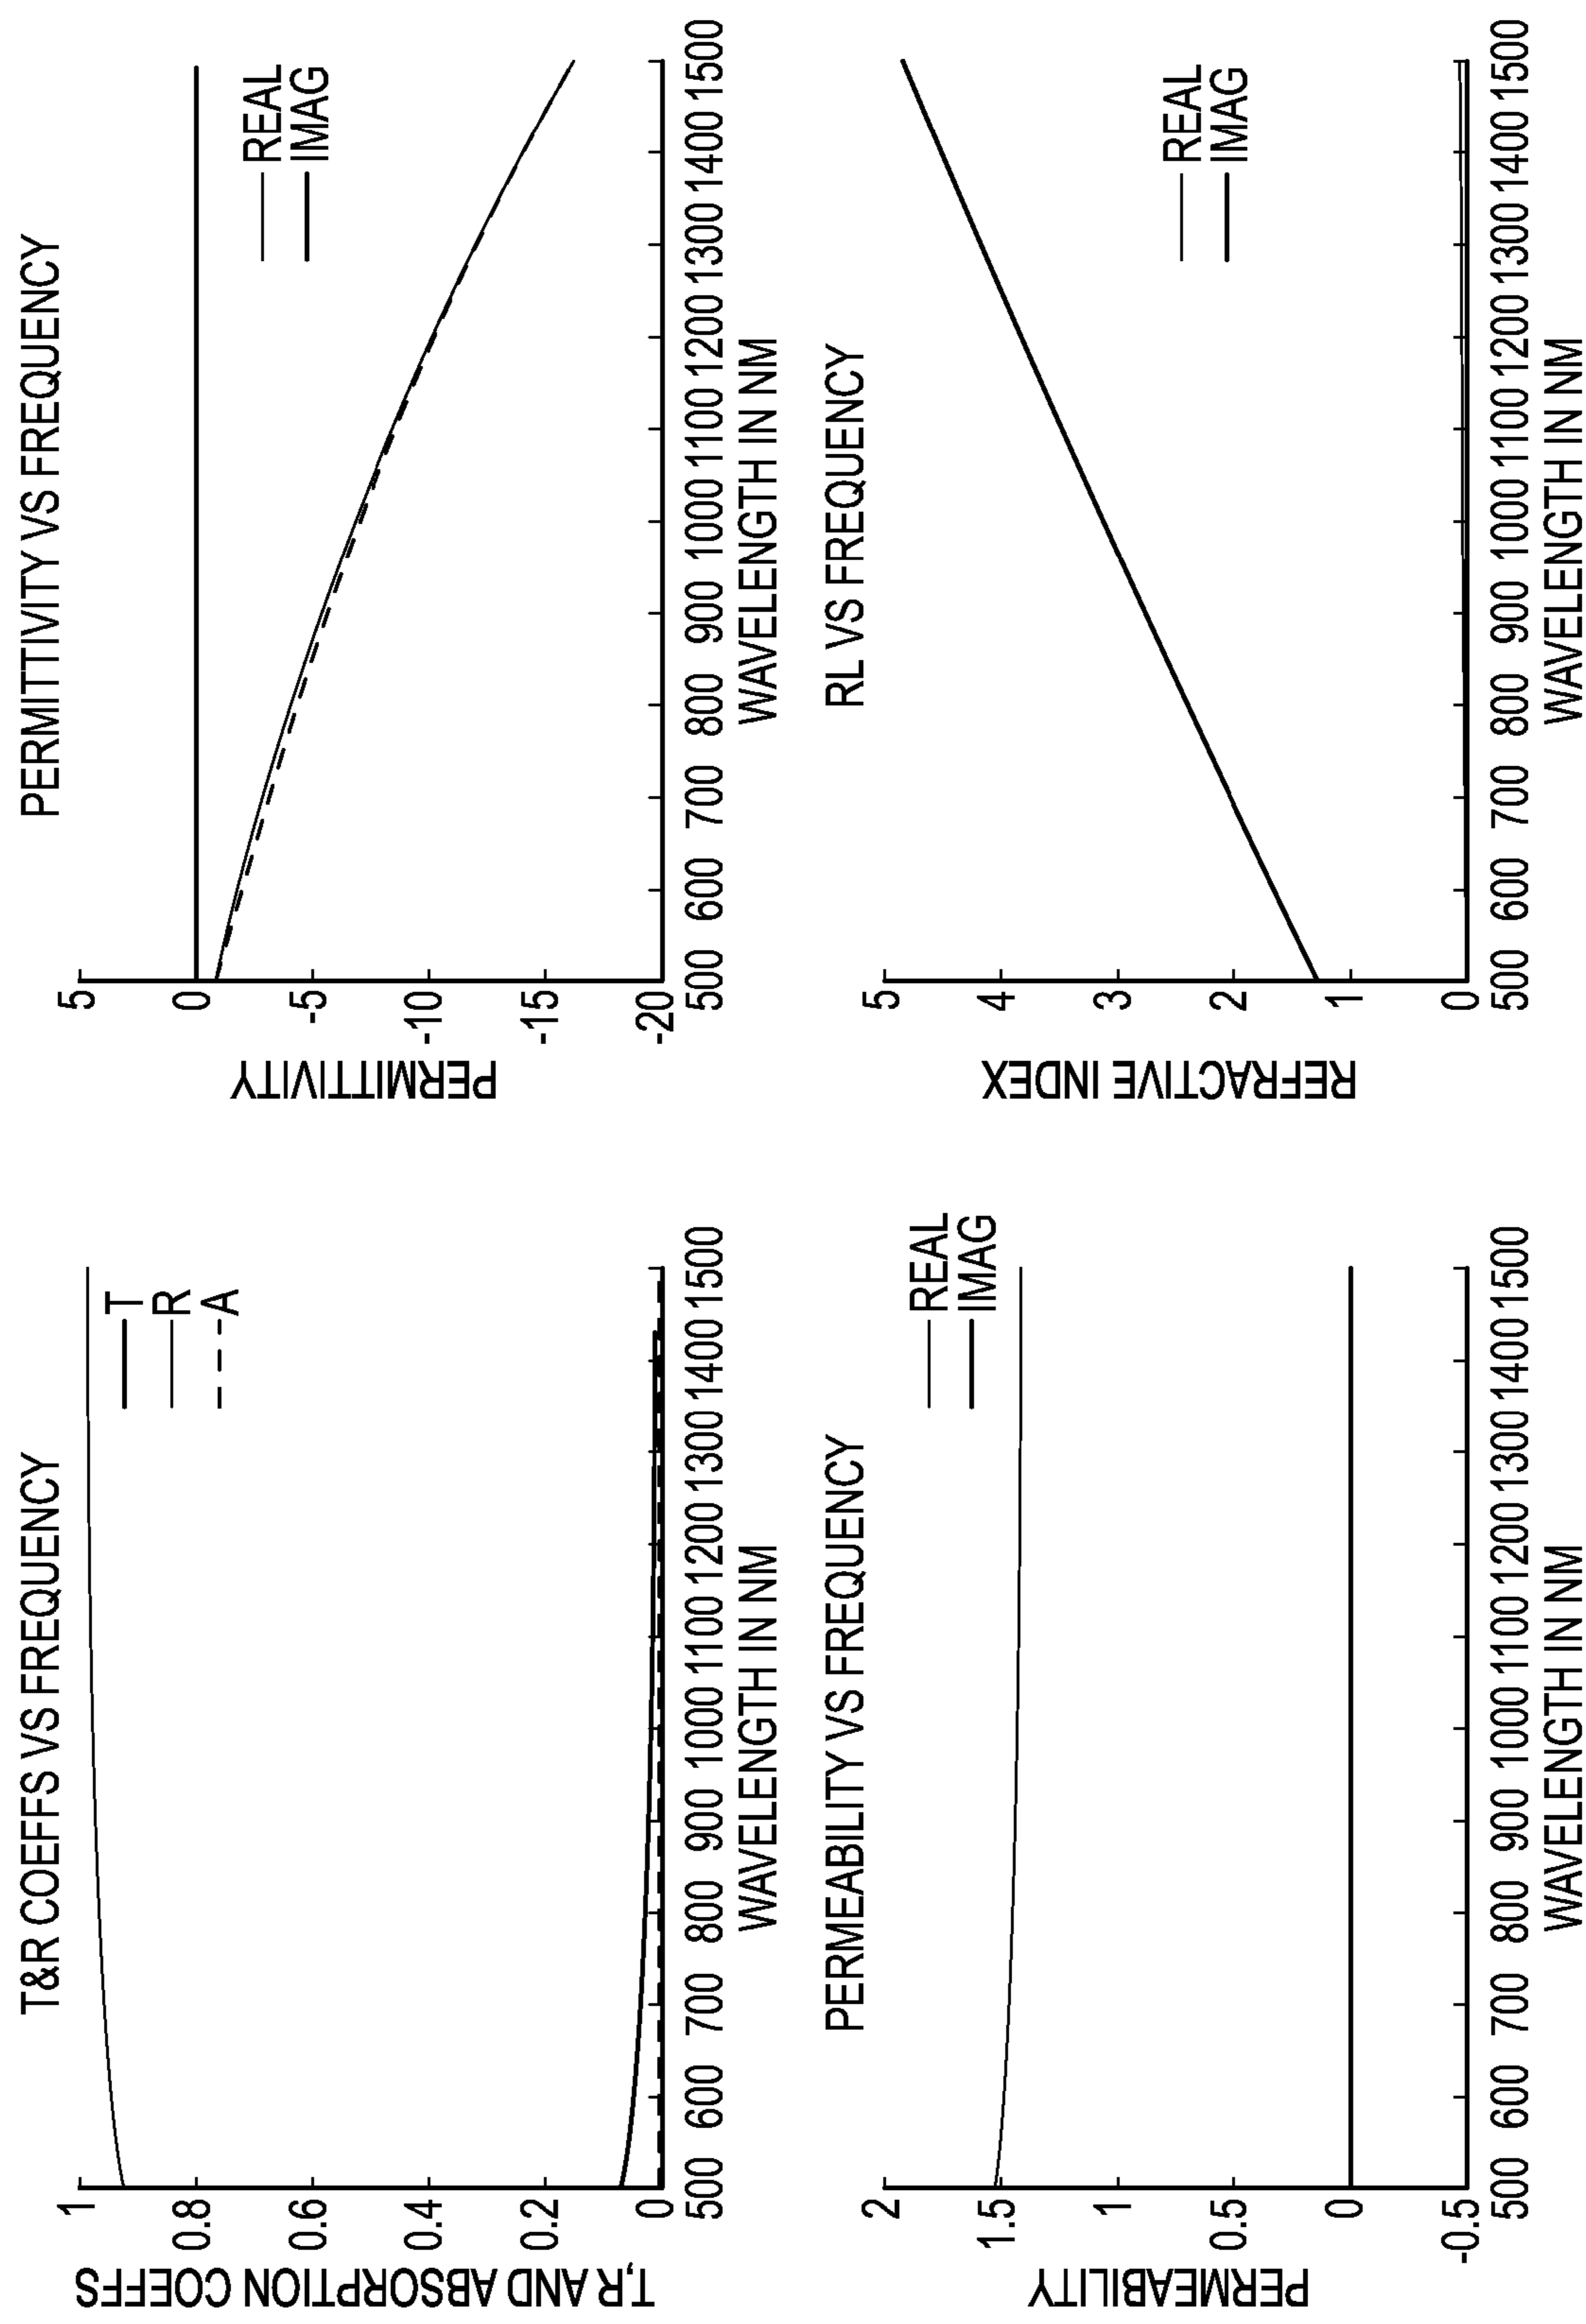 T&R COEFFS VS FREQUENCY
T,R AND ABSORPTION COEFFS
1
0.8
0.6
0.4
0.2
0
T
R
A
500 600 700 800 900 1000 1100 1200 1300 1400 1500
WAVELENGTH IN NM
PERMITTIVITY VS FREQUENCY
PERMITTIVITY
5
0
-5
-10
-15
-20
REAL
IMAG
500 600 700 800 900 1000 1100 1200 1300 1400 1500
WAVELENGTH IN NM
PERMEABILITY VS FREQUENCY
PERMEABILITY
2
1.5
1
0.5
0
-0.5
REAL
IMAG
500 600 700 800 900 1000 1100 1200 1300 1400 1500
WAVELENGTH IN NM
RL VS FREQUENCY
REFRACTIVE INDEX
5
4
3
2
1
0
REAL
IMAG
500 600 700 800 900 1000 1100 1200 1300 1400 1500
WAVELENGTH IN NM